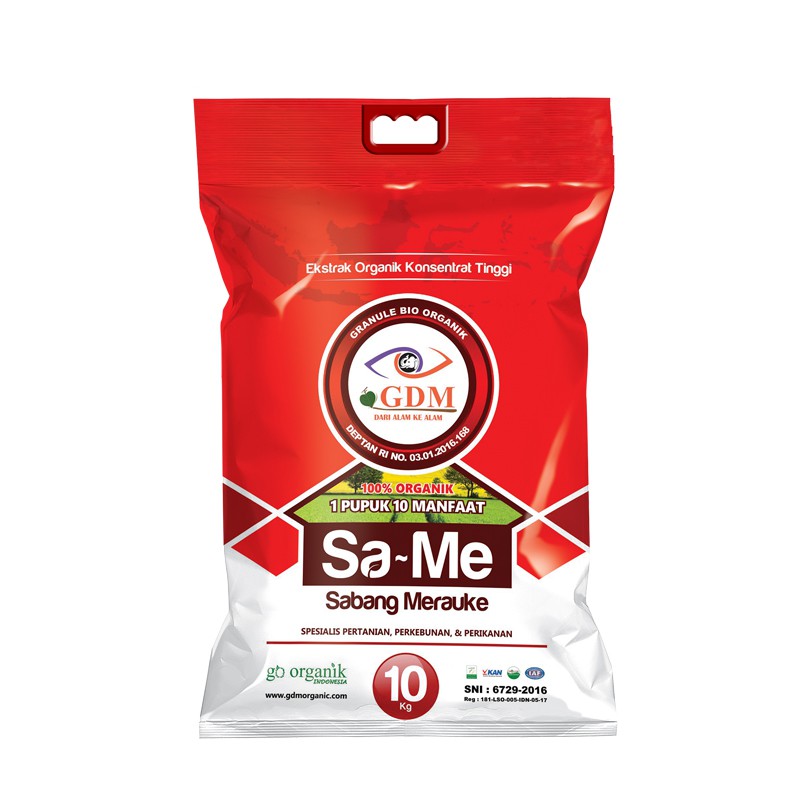 Ekstrak Organik Konsentrat Tinggi
GRANULE BIO ORGANIK
GDM
DARI ALAM KE ALAM
DEPTAN RI NO. 03.01.2016.168
100% ORGANIK
1 PUPUK 10 MANFAAT
Sa~Me
Sabang Merauke
SPESIALIS PERTANIAN, PERKEBUNAN, & PERIKANAN
go organik
INDONESIA
www.gdmorganic.com
10
Kg
KAN
IAF
SNI : 6729-2016
Reg : 181-LSO-005-IDN-05-17